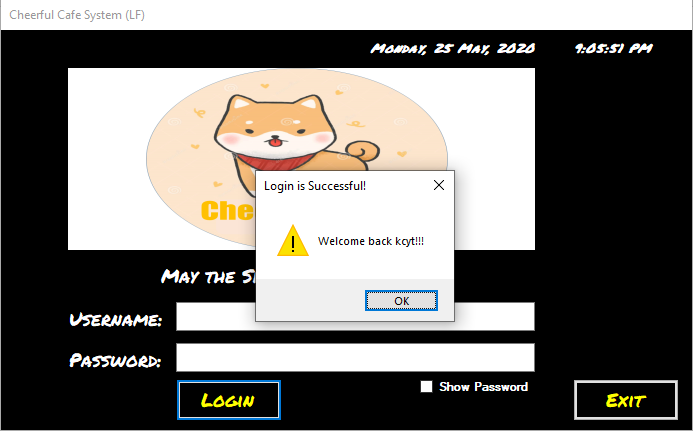 Cheerful Cafe System (LF)
Monday, 25 May, 2020 9:05:51 PM
Login is Successful!
Welcome back kcyt!!!
OK
May the
Username:
Password:
Show Password
Login
Exit